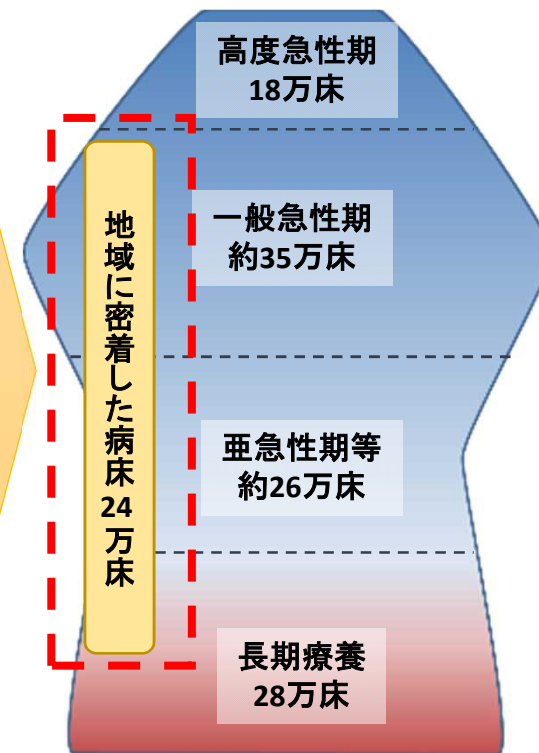 高度急性期
18万床
一般急性期
約35万床
地域に密着した病床24万床
亜急性期等
約26万床
長期療養
28万床